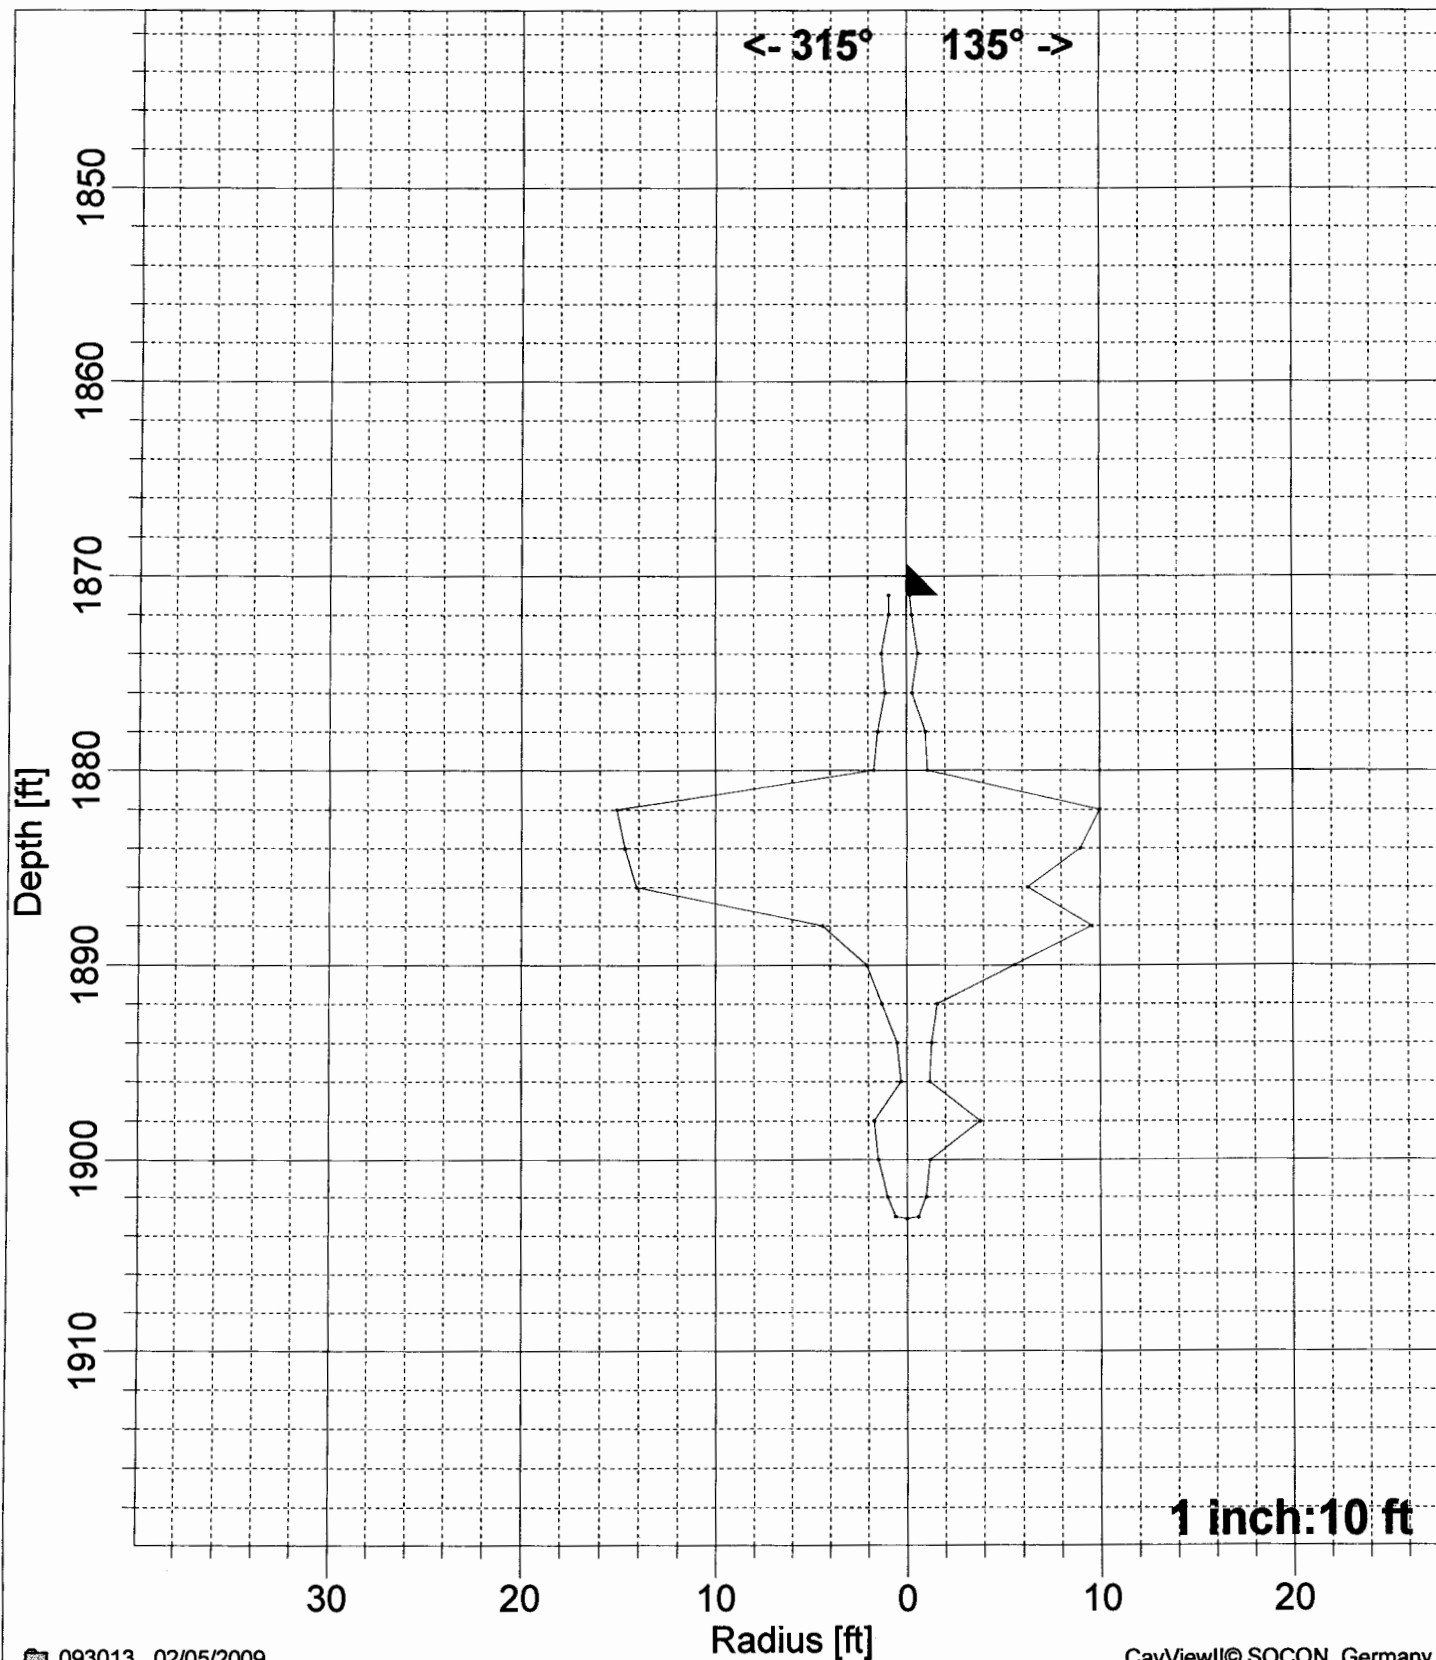 <- 315° 135° ->
1850
1860
1870
1880
1890
1900
1910
Depth [ft]
1 inch:10 ft
30 20 10 0 10 20
Radius [ft]
093013 02/05/2009
CavViewII© SOCON, Germany